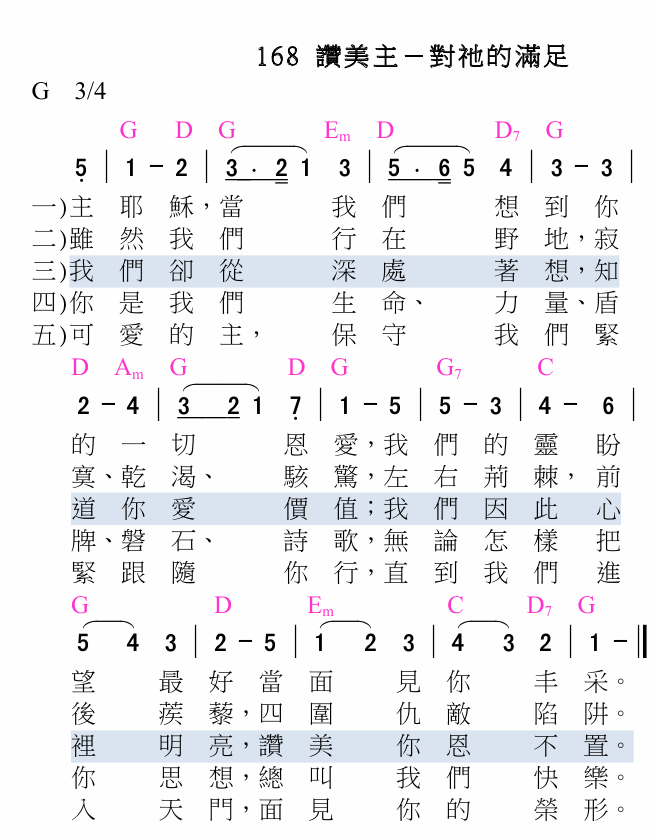 168 讚美主－對祂的滿足
G 3/4
G D G Em D D7 G
5 | 1 - 2 | 3 · 2 1 3 | 5 · 6 5 4 | 3 - 3 |
一)主耶穌，當我們想到你
二)雖然我們行在野地，寂
三)我們卻從深處著想，知
四)你是我們生命、力量、盾
五)可愛的主，保守我們緊
D Am G D G G7 C
2 - 4 | 3 2 1 7 | 1 - 5 | 5 - 3 | 4 - 6 |
的一切恩愛，我們的靈盼
寞、乾渴、駭驚，左右荊棘，前
道你愛價值；我們因此心
牌、磐石、詩歌，無論怎樣把
緊跟隨你行，直到我們進
G D Em C D7 G
5 4 3 | 2 - 5 | 1 2 3 | 4 3 2 | 1 - ||
望最好當面見你丰采。
後蒺藜，四圍仇敵陷阱。
裡明亮，讚美你恩不置。
你思想，總叫我們快樂。
入天門，面見你的榮形。